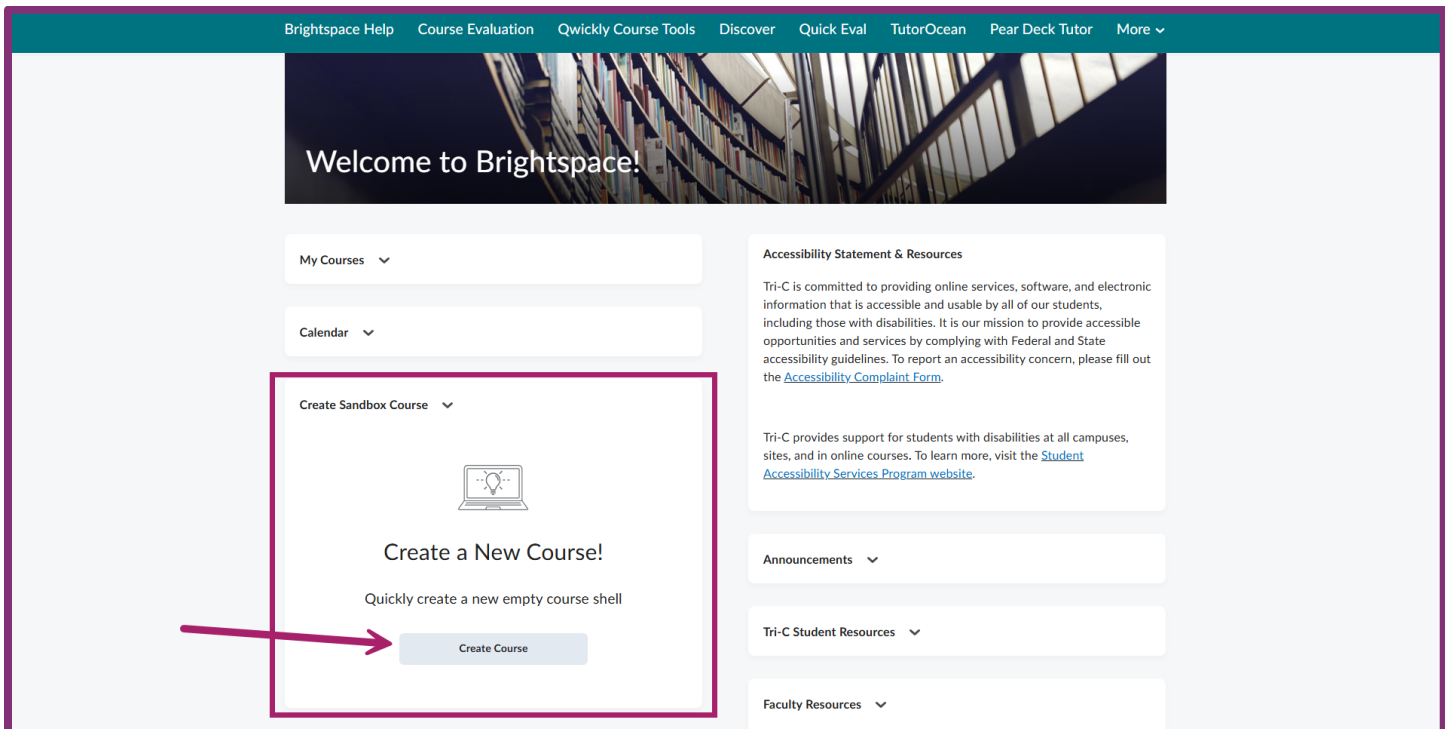 Brightspace Help Course Evaluation Qwickly Course Tools Discover Quick Eval TutorOcean Pear Deck Tutor More
Welcome to Brightspace!
My Courses
Calendar
Create Sandbox Course
Create a New Course!
Quickly create a new empty course shell
Create Course
Accessibility Statement & Resources
Tri-C is committed to providing online services, software, and electronic
information that is accessible and usable by all of our students,
including those with disabilities. It is our mission to provide accessible
opportunities and services by complying with Federal and State
accessibility guidelines. To report an accessibility concern, please fill out
the Accessibility Complaint Form.
Tri-C provides support for students with disabilities at all campuses,
sites, and in online courses. To learn more, visit the Student
Accessibility Services Program website.
Announcements
Tri-C Student Resources
Faculty Resources